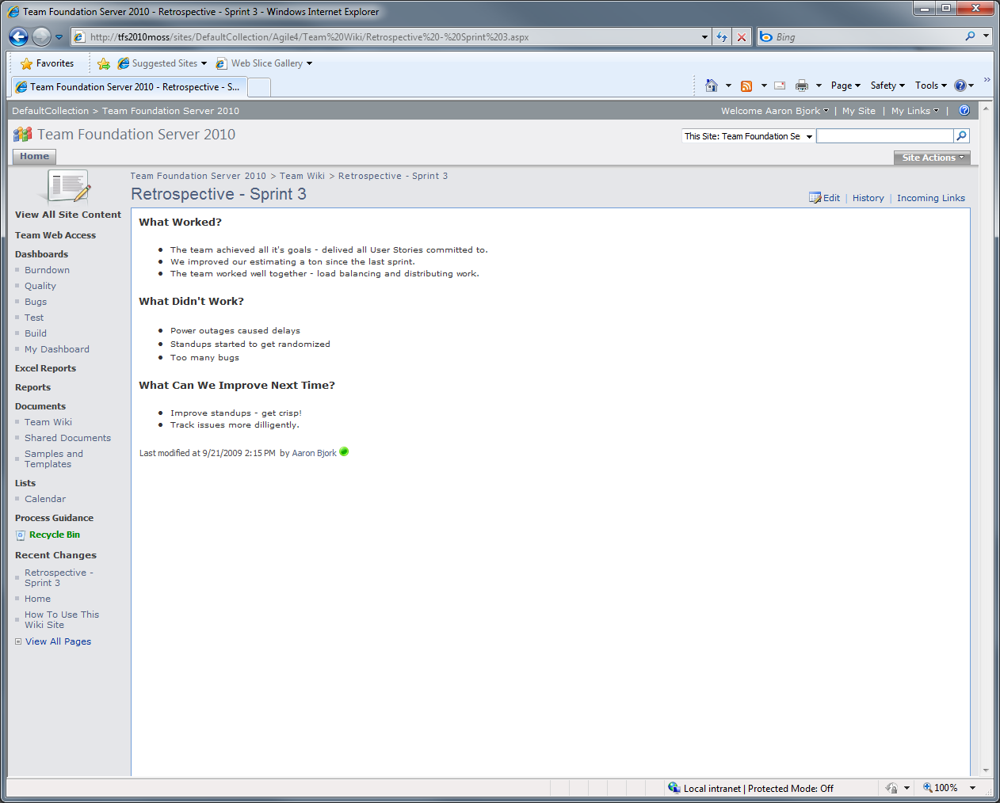 Team Foundation Server 2010 - Retrospective - Sprint 3 - Windows Internet Explorer
http://tfs2010moss/sites/DefaultCollection/Agile4/Team%20Wiki/Retrospective%20-%20Sprint%203.aspx
Bing
Favorites
Suggested Sites
Web Slice Gallery
Team Foundation Server 2010 - Retrospective - S...
Page
Safety
Tools
DefaultCollection > Team Foundation Server 2010
Welcome Aaron Bjork | My Site | My Links |
Team Foundation Server 2010
This Site: Team Foundation Se
Home
Site Actions
View All Site Content
Team Web Access
Dashboards
Burndown
Quality
Bugs
Test
Build
My Dashboard
Excel Reports
Reports
Documents
Team Wiki
Shared Documents
Samples and
Templates
Lists
Calendar
Process Guidance
Recycle Bin
Recent Changes
Retrospective -
Sprint 3
Home
How To Use This
Wiki Site
View All Pages
Team Foundation Server 2010 > Team Wiki > Retrospective - Sprint 3
Retrospective - Sprint 3
Edit | History | Incoming Links
What Worked?
The team achieved all it's goals - delived all User Stories committed to.
We improved our estimating a ton since the last sprint.
The team worked well together - load balancing and distributing work.
What Didn't Work?
Power outages caused delays
Standups started to get randomized
Too many bugs
What Can We Improve Next Time?
Improve standups - get crisp!
Track issues more dilligently.
Last modified at 9/21/2009 2:15 PM by Aaron Bjork
Local intranet | Protected Mode: Off
100%